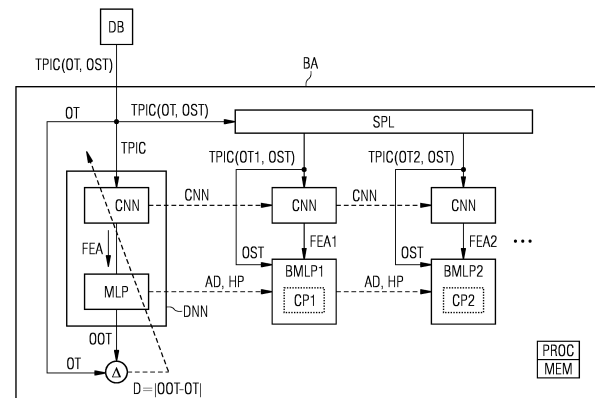 DB
TPIC(OT, OST)
BA
OT
TPIC(OT, OST)
SPL
TPIC
TPIC(OT1, OST)
TPIC(OT2, OST)
CNN
CNN
CNN
CNN
CNN
FEA
OST
FEA1
OST
FEA2
...
MLP
AD, HP
BMLP1
CP1
AD, HP
BMLP2
CP2
DNN
OOT
OT
Δ
D=|OOT-OT|
PROC
MEM